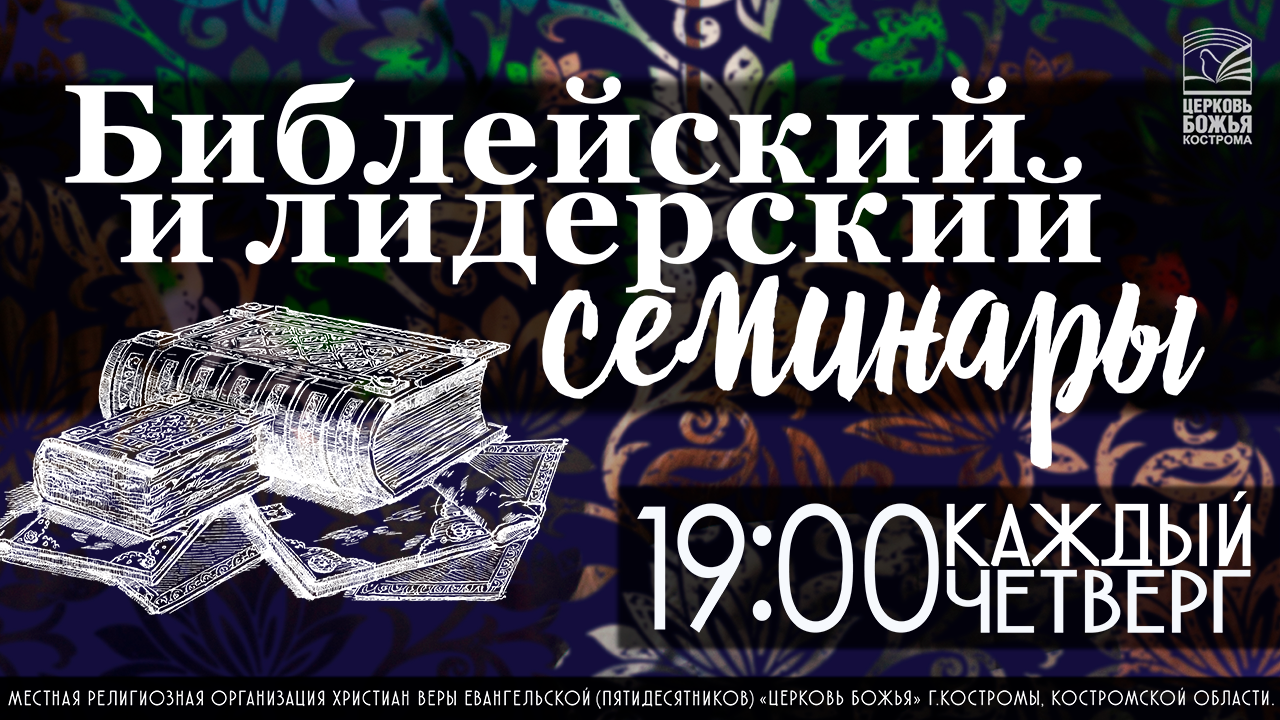 ЦЕРКОВЬ
БОЖЬЯ
КОСТРОМА
Библейский
и лидерский
семинары
19:00 КАЖДЫЙ
ЧЕТВЕРГ
МЕСТНАЯ РЕЛИГИОЗНАЯ ОРГАНИЗАЦИЯ ХРИСТИАН ВЕРЫ ЕВАНГЕЛЬСКОЙ (ПЯТИДЕСЯТНИКОВ) «ЦЕРКОВЬ БОЖЬЯ» Г.КОСТРОМЫ, КОСТРОМСКОЙ ОБЛАСТИ.